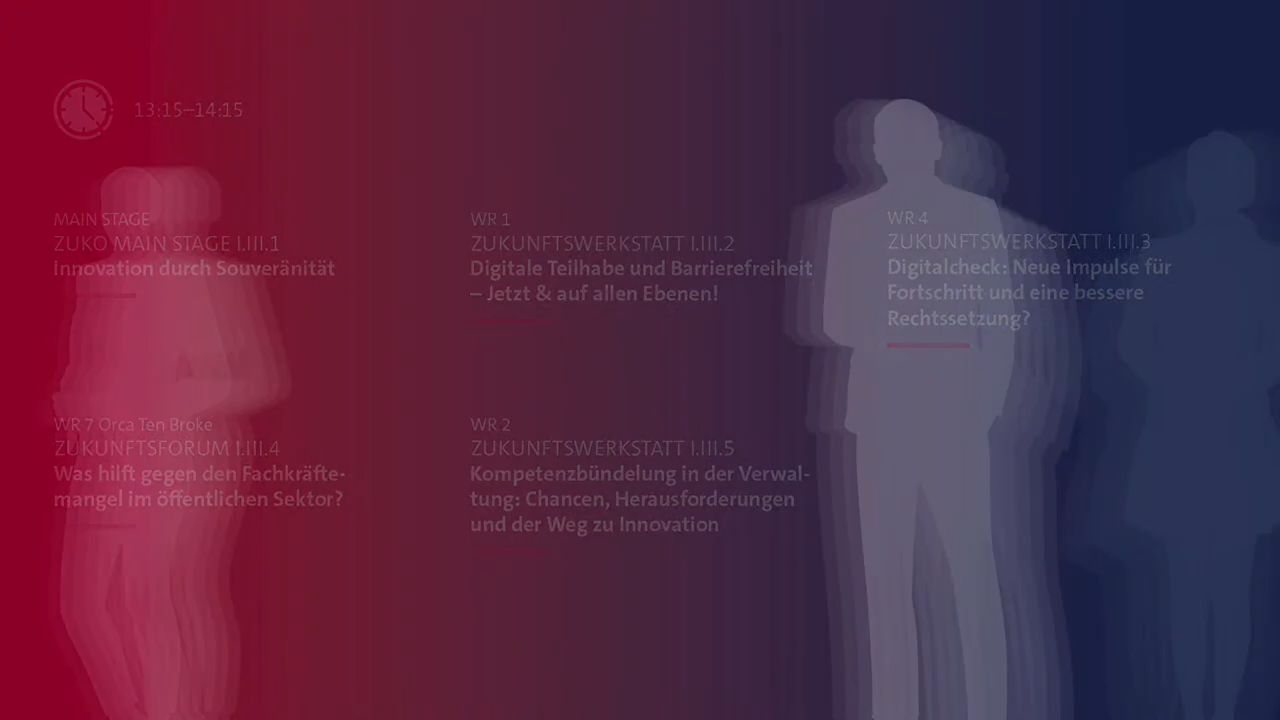 13:15–14:15
MAIN STAGE
ZUKO MAIN STAGE I.III.1
Innovation durch Souveränität
WR 1
ZUKUNFTSWERKSTATT I.III.2
Digitale Teilhabe und Barrierefreiheit
– Jetzt & auf allen Ebenen!
WR 4
ZUKUNFTSWERKSTATT I.III.3
Digitalcheck: Neue Impulse für
Fortschritt und eine bessere
Rechtssetzung?
WR 7 Orca Ten Broke
ZUKUNFTSFORUM I.III.4
Was hilft gegen den Fachkräfte-
mangel im öffentlichen Sektor?
WR 2
ZUKUNFTSWERKSTATT I.III.5
Kompetenzbündelung in der Verwal-
tung: Chancen, Herausforderungen
und der Weg zu Innovation